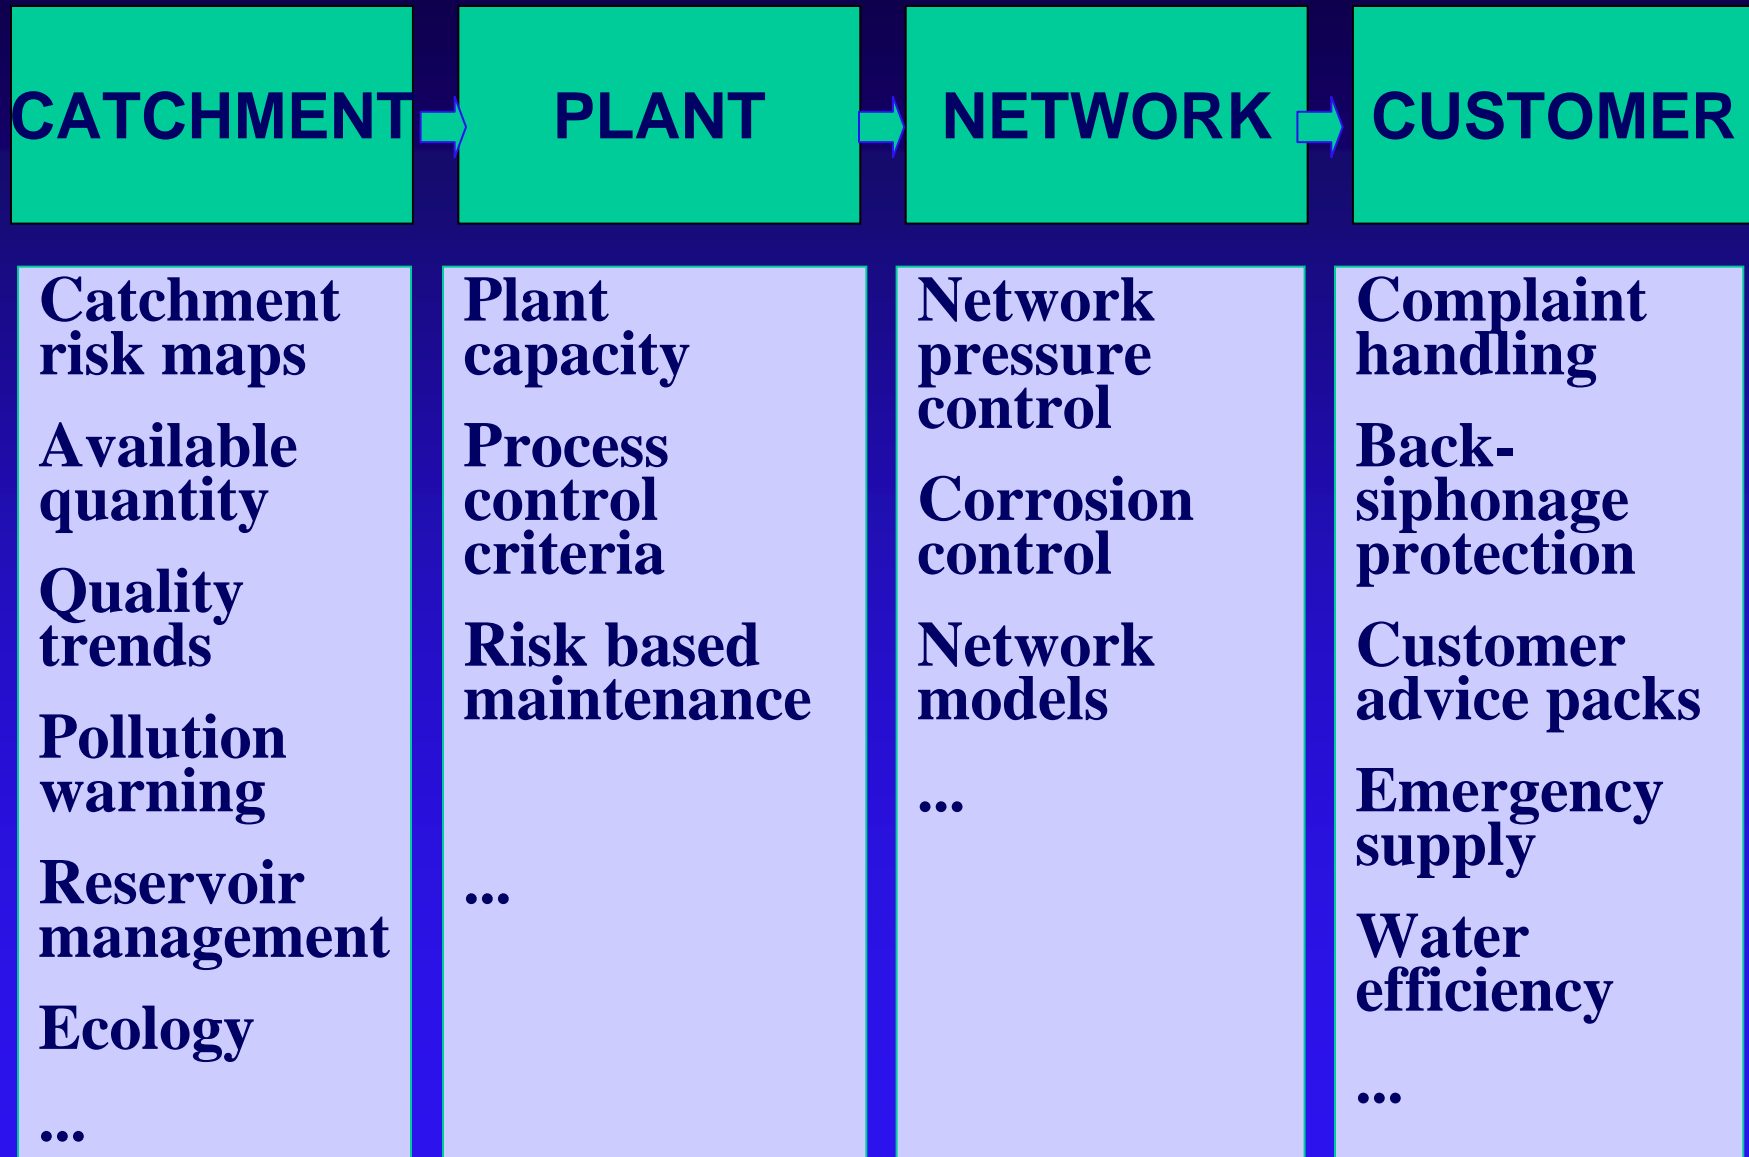 CATCHMENT
PLANT
NETWORK
CUSTOMER
Catchment
risk maps
Available
quantity
Quality
trends
Pollution
warning
Reservoir
management
Ecology
...
Plant
capacity
Process
control
criteria
Risk based
maintenance
...
Network
pressure
control
Corrosion
control
Network
models
...
Complaint
handling
Back-
siphonage
protection
Customer
advice packs
Emergency
supply
Water
efficiency
...